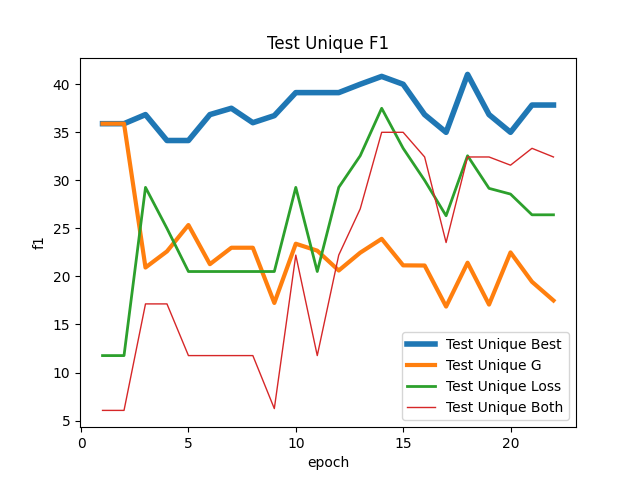 Test Unique F1
f1
40
35
30
25
20
15
10
5
0 5 10 15 20
epoch
Test Unique Best
Test Unique G
Test Unique Loss
Test Unique Both